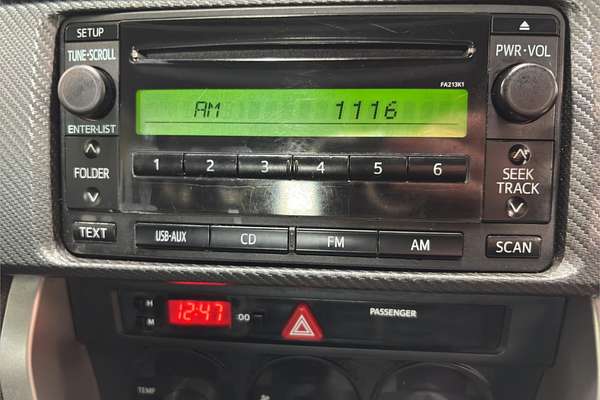 SETUP
TUNE·SCROLL
ENTER·LIST
PWR·VOL
FA213K1
AM 1116
1 2 3 4 5 6
FOLDER
SEEK
TRACK
TEXT
USB·AUX CD FM AM
SCAN
H
M
12:47
:00
PASSENGER
TEMP